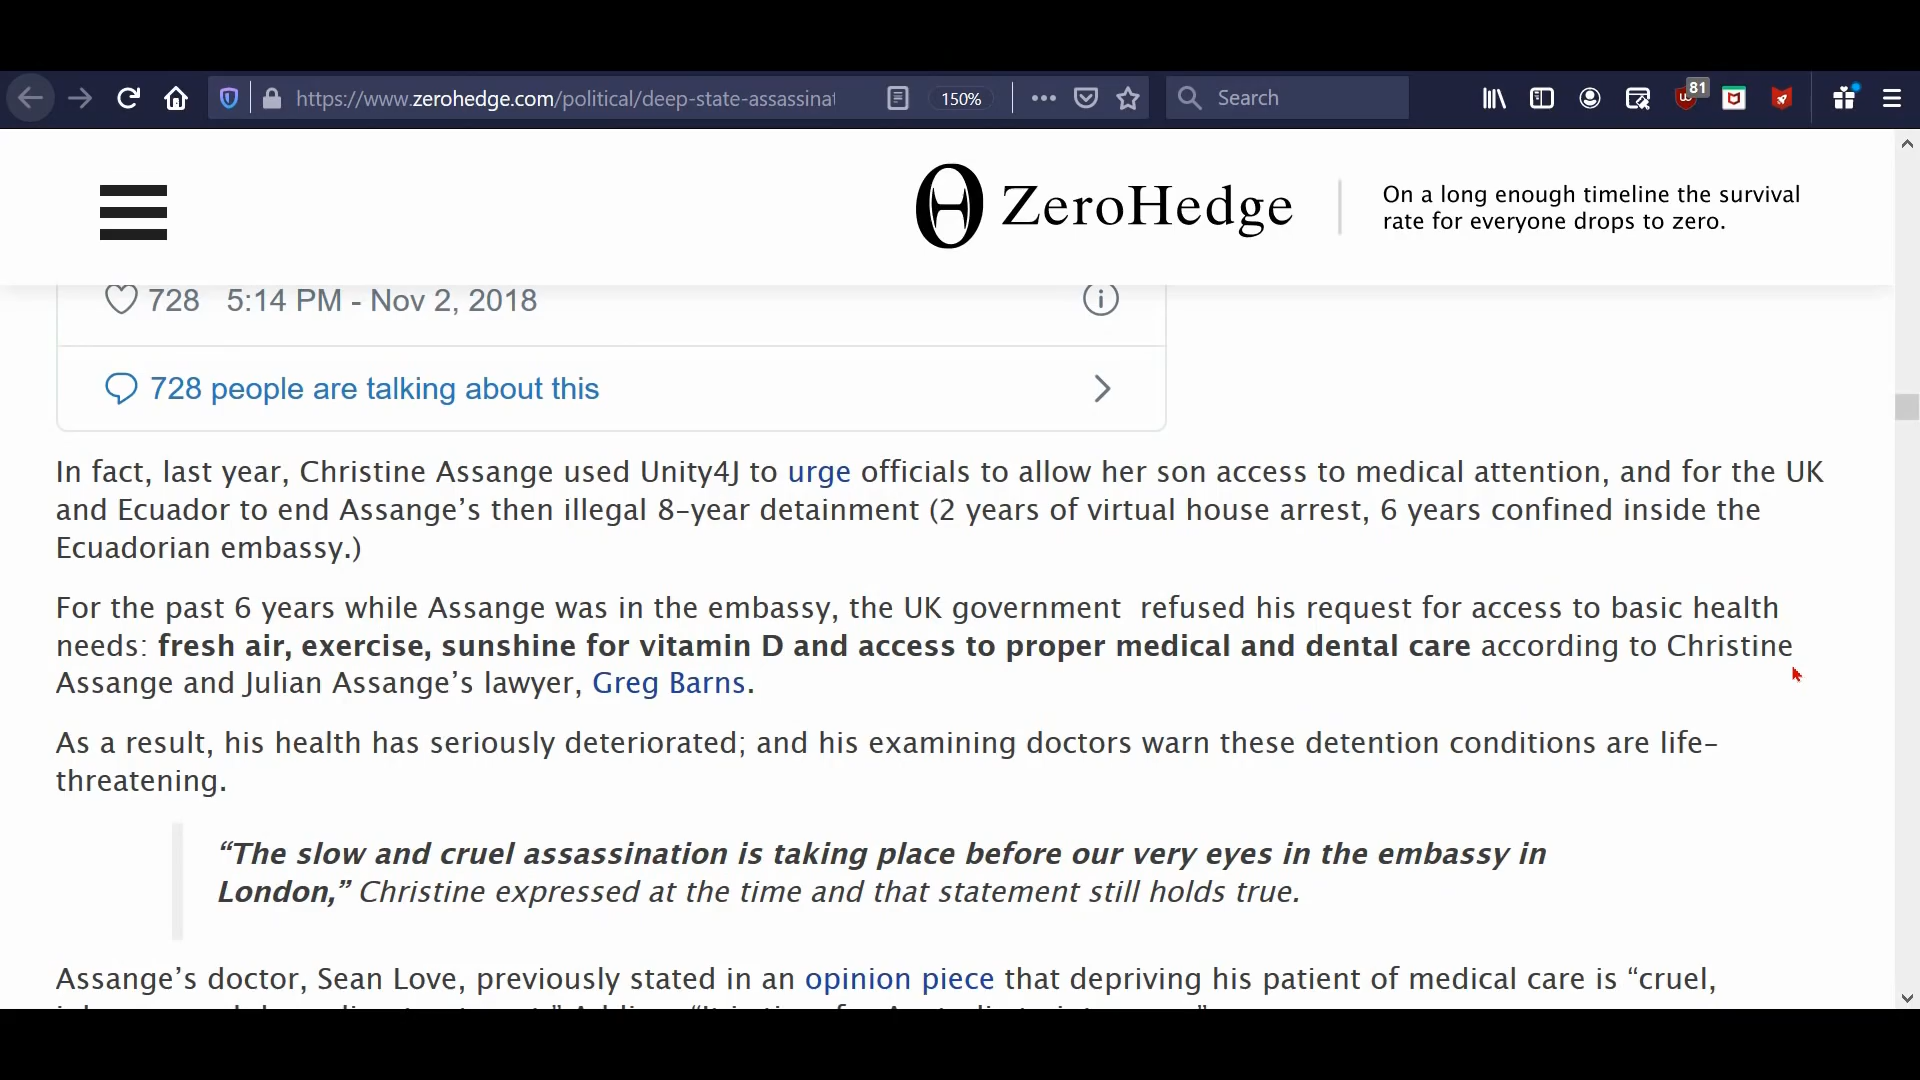 https://www.zerohedge.com/political/deep-state-assassinat
150%
Search
81
ZeroHedge
On a long enough timeline the survival
rate for everyone drops to zero.
728 5:14 PM - Nov 2, 2018
728 people are talking about this
In fact, last year, Christine Assange used Unity4J to urge officials to allow her son access to medical attention, and for the UK
and Ecuador to end Assange’s then illegal 8-year detainment (2 years of virtual house arrest, 6 years confined inside the
Ecuadorian embassy.)
For the past 6 years while Assange was in the embassy, the UK government refused his request for access to basic health
needs: fresh air, exercise, sunshine for vitamin D and access to proper medical and dental care according to Christine
Assange and Julian Assange’s lawyer, Greg Barns.
As a result, his health has seriously deteriorated; and his examining doctors warn these detention conditions are life-
threatening.
“The slow and cruel assassination is taking place before our very eyes in the embassy in
London,” Christine expressed at the time and that statement still holds true.
Assange’s doctor, Sean Love, previously stated in an opinion piece that depriving his patient of medical care is “cruel,